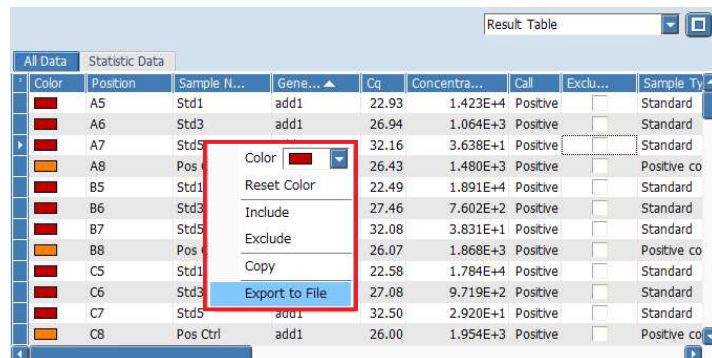 Result Table
All Data Statistic Data
Color Position Sample N... Gene... Cq Concentra... Call Exclu... Sample Ty
A5 Std1 add1 22.93 1.423E+4 Positive Standard
A6 Std3 add1 26.94 1.064E+3 Positive Standard
A7 Std5 32.16 3.638E+1 Positive Standard
A8 Pos 26.43 1.480E+3 Positive Positive co
B5 Std1 22.49 1.891E+4 Positive Standard
B6 Std3 27.46 7.602E+2 Positive Standard
B7 Std5 32.08 3.831E+1 Positive Standard
B8 Pos 26.07 1.868E+3 Positive Positive co
C5 Std1 22.58 1.784E+4 Positive Standard
C6 Std3 27.08 9.719E+2 Positive Standard
C7 Std5 add1 32.50 2.920E+1 Positive Standard
C8 Pos Ctrl add1 26.00 1.954E+3 Positive Positive co
Color
Reset Color
Include
Exclude
Copy
Export to File